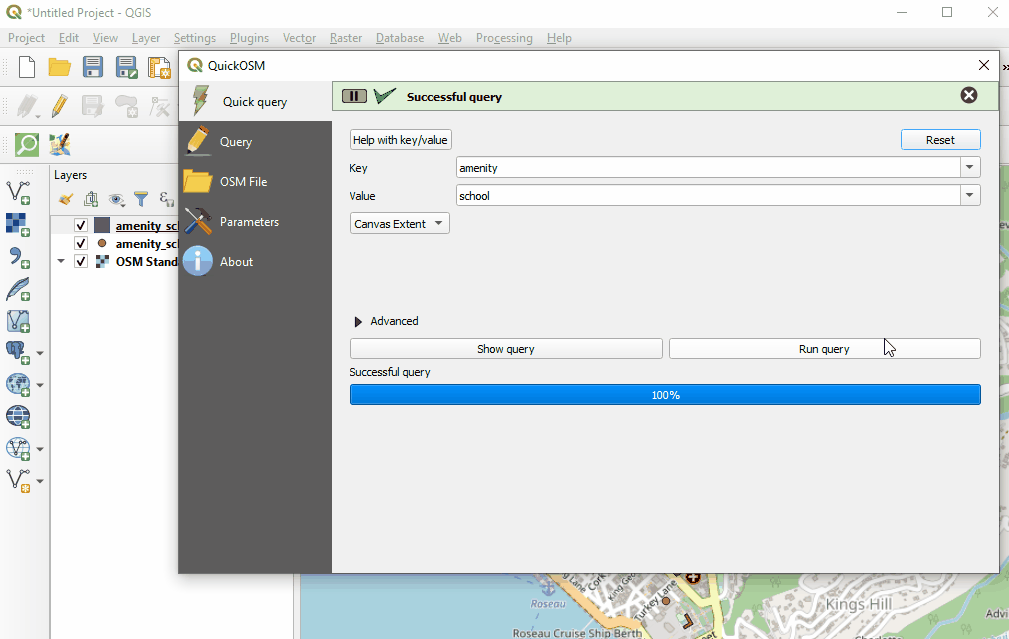 *Untitled Project - QGIS
Project Edit View Layer Settings Plugins Vector Raster Database Web Processing Help
QuickOSM
Quick query
Query
OSM File
Parameters
About
Successful query
Help with key/value
Reset
Key
amenity
Value
school
Canvas Extent
Advanced
Show query
Run query
Successful query
100%
Layers
amenity_sc
amenity_sc
OSM Stand
Roseau
Roseau Cruise Ship Berth
Turkey Lane
Kings Hill